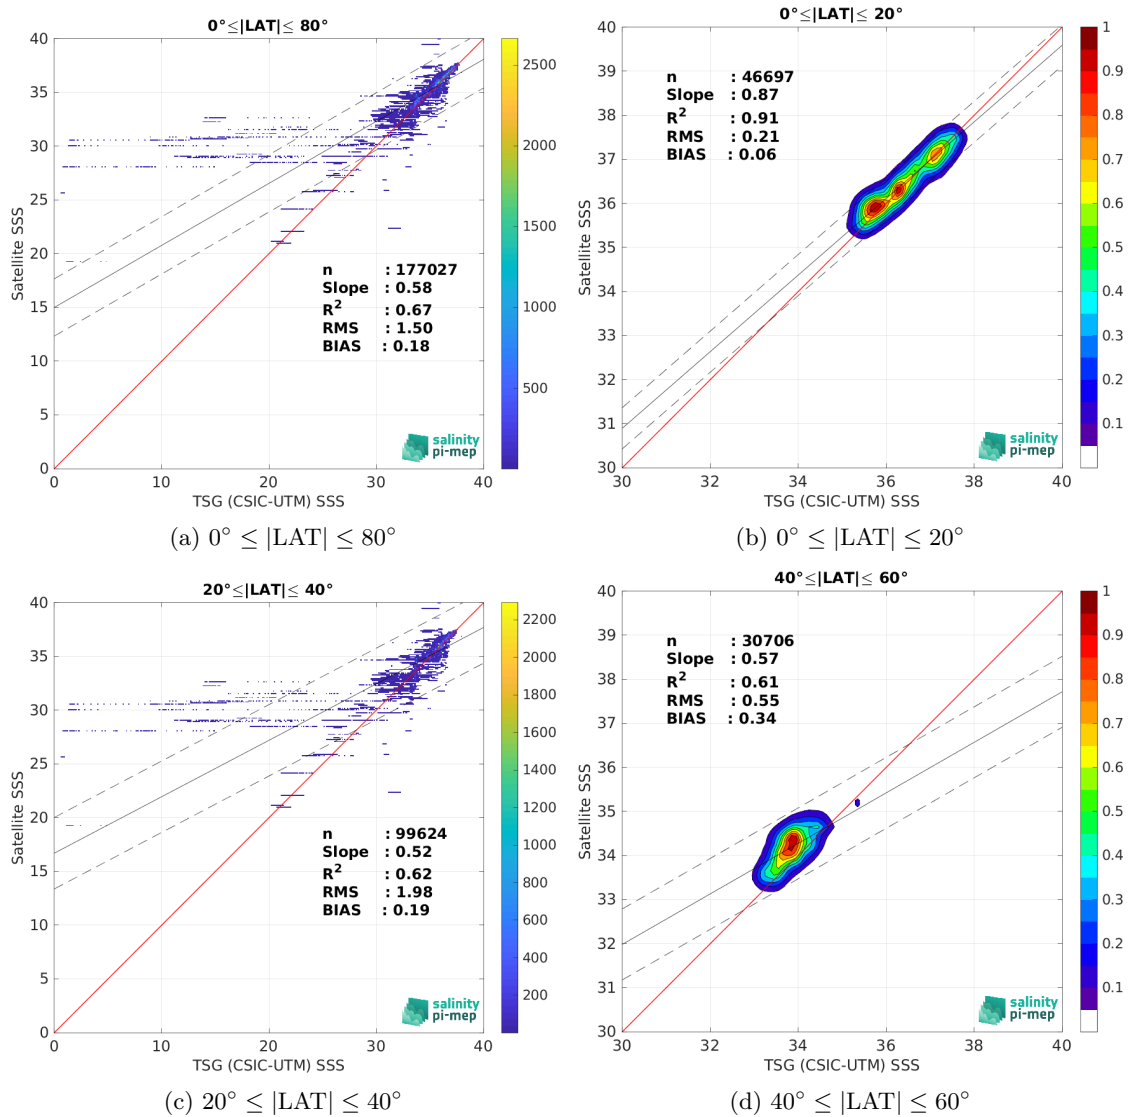 0°≤|LAT|≤ 80°
40
35
30
25
20
15
10
5
0
Satellite SSS
n : 177027
Slope : 0.58
R² : 0.67
RMS : 1.50
BIAS : 0.18
salinity
pi-mep
0 10 20 30 40
TSG (CSIC-UTM) SSS
2500
2000
1500
1000
500
(a) 0° ≤ |LAT| ≤ 80°
0°≤|LAT|≤ 20°
40
39
38
37
36
35
34
33
32
31
30
Satellite SSS
n : 46697
Slope : 0.87
R² : 0.91
RMS : 0.21
BIAS : 0.06
salinity
pi-mep
30 32 34 36 38 40
TSG (CSIC-UTM) SSS
1
0.9
0.8
0.7
0.6
0.5
0.4
0.3
0.2
0.1
(b) 0° ≤ |LAT| ≤ 20°
20°≤|LAT|≤ 40°
40
35
30
25
20
15
10
5
0
Satellite SSS
n : 99624
Slope : 0.52
R² : 0.62
RMS : 1.98
BIAS : 0.19
salinity
pi-mep
0 10 20 30 40
TSG (CSIC-UTM) SSS
2200
2000
1800
1600
1400
1200
1000
800
600
400
200
(c) 20° ≤ |LAT| ≤ 40°
40°≤|LAT|≤ 60°
40
39
38
37
36
35
34
33
32
31
30
Satellite SSS
n : 30706
Slope : 0.57
R² : 0.61
RMS : 0.55
BIAS : 0.34
salinity
pi-mep
30 32 34 36 38 40
TSG (CSIC-UTM) SSS
1
0.9
0.8
0.7
0.6
0.5
0.4
0.3
0.2
0.1
(d) 40° ≤ |LAT| ≤ 60°